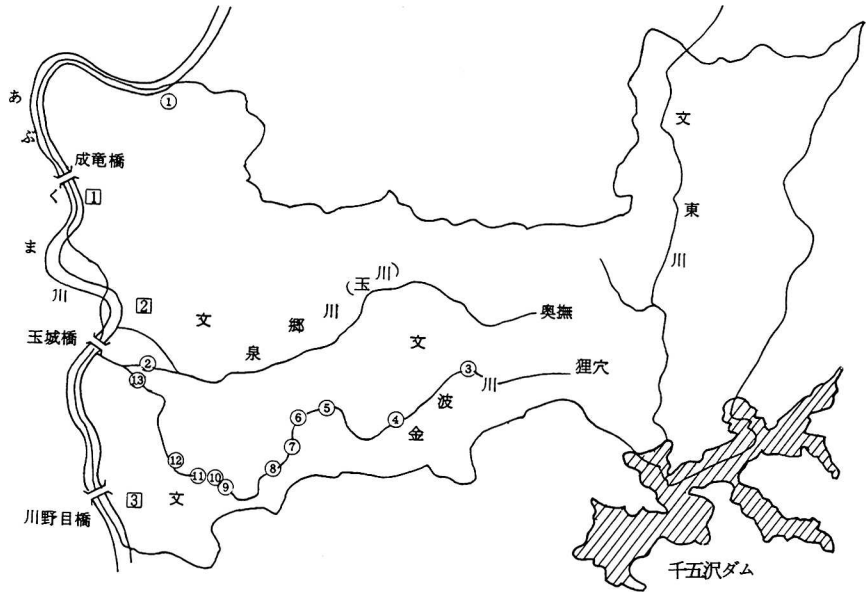 ①
あぶくま川
成竜橋
1
2
玉城橋
②
⑬
泉郷川
(玉川)
奥撫
狸穴
金波川
③
④
⑤
⑥
⑦
⑧
⑨
⑩
⑪
⑫
3
川野目橋
東川
千五沢ダム
文
文
文
文